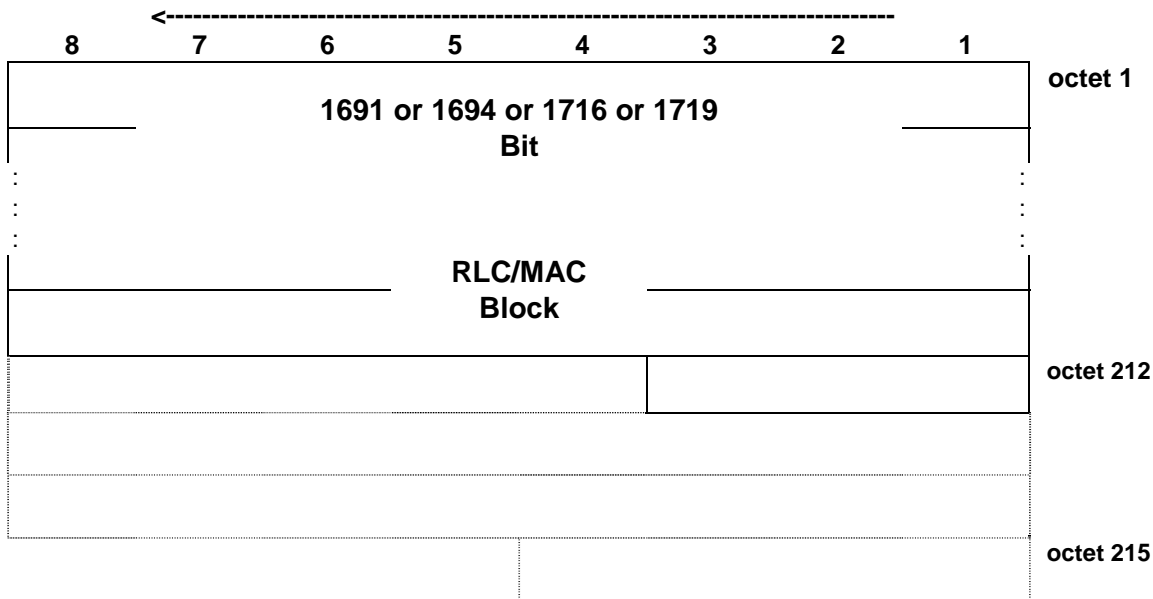 <-------------------------------------------------------------------------------
8 7 6 5 4 3 2 1
octet 1
1691 or 1694 or 1716 or 1719
Bit
: :
: :
: :
RLC/MAC
Block
octet 212
octet 215